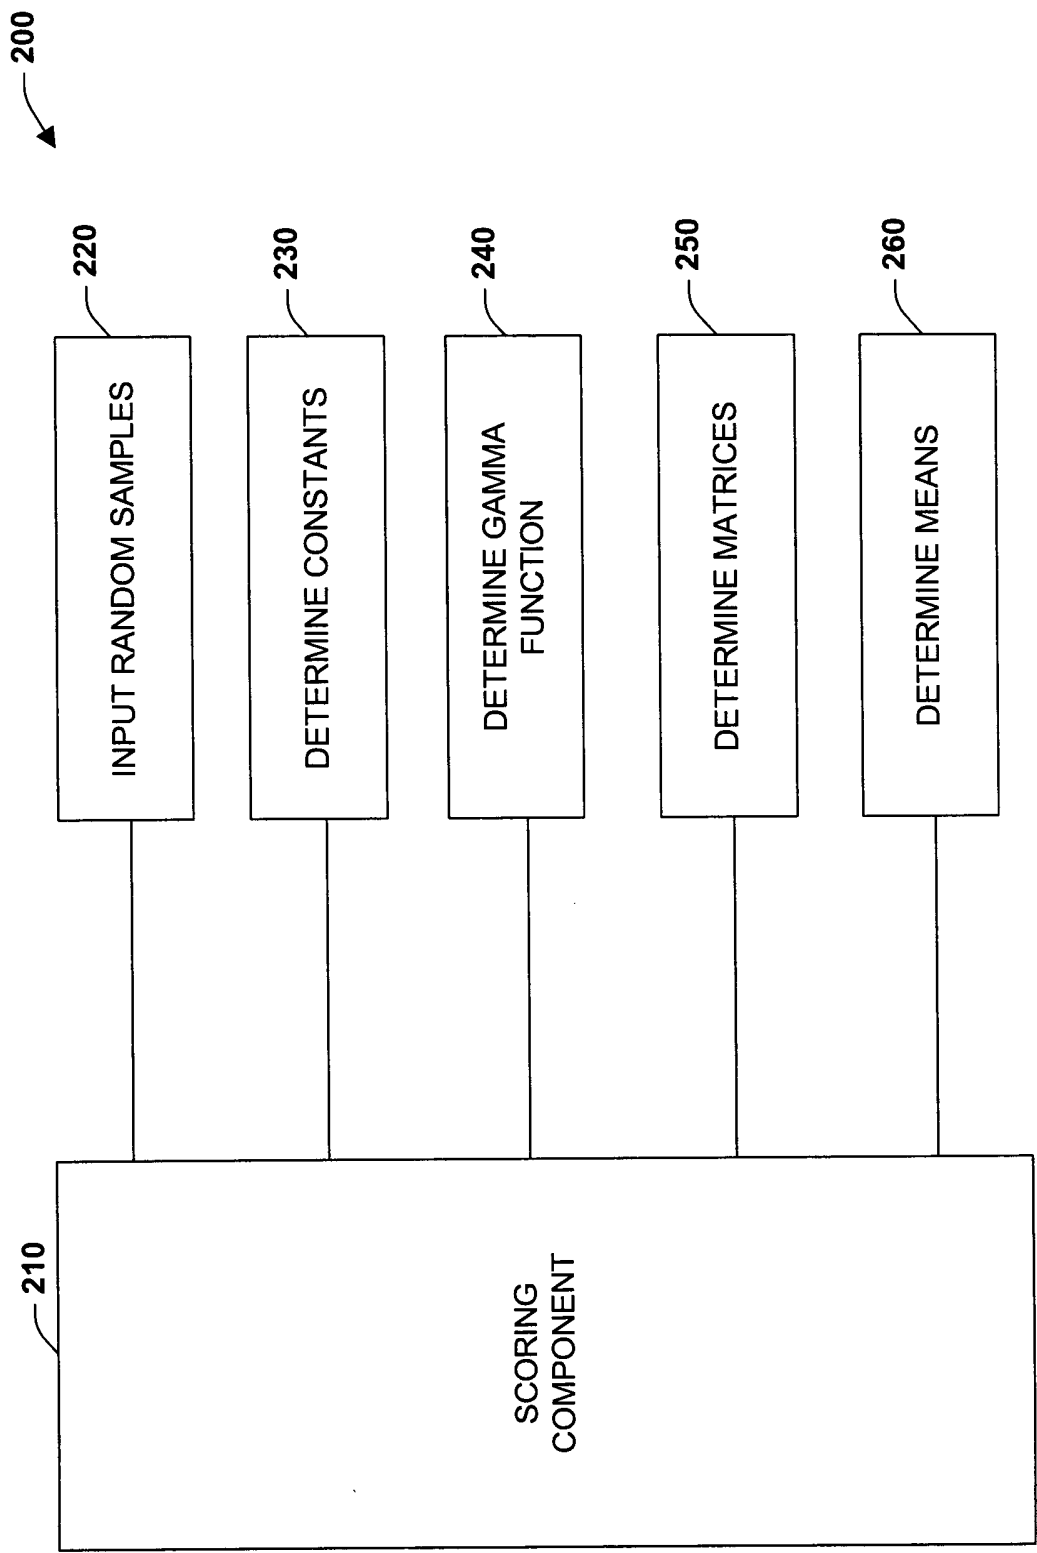 200
210
SCORING
COMPONENT
220
INPUT RANDOM SAMPLES
230
DETERMINE CONSTANTS
240
DETERMINE GAMMA
FUNCTION
250
DETERMINE MATRICES
260
DETERMINE MEANS